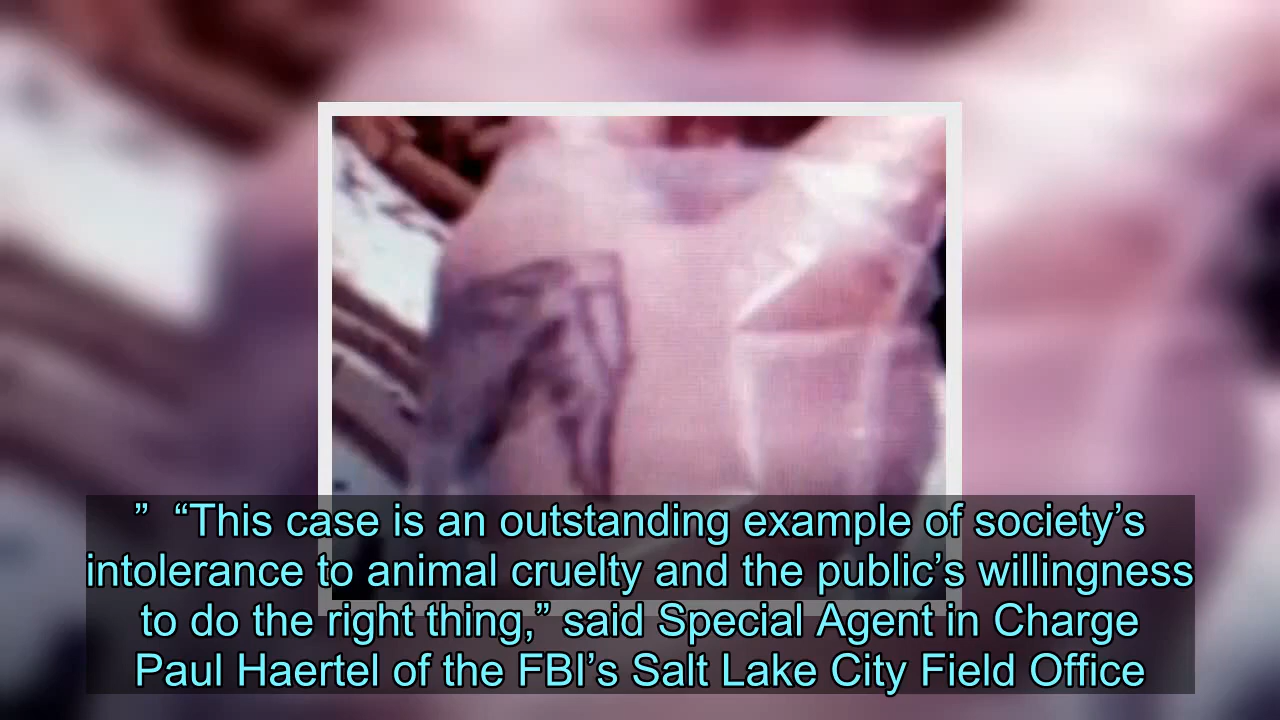 ” “This case is an outstanding example of society’s
intolerance to animal cruelty and the public’s willingness
to do the right thing,” said Special Agent in Charge
Paul Haertel of the FBI’s Salt Lake City Field Office